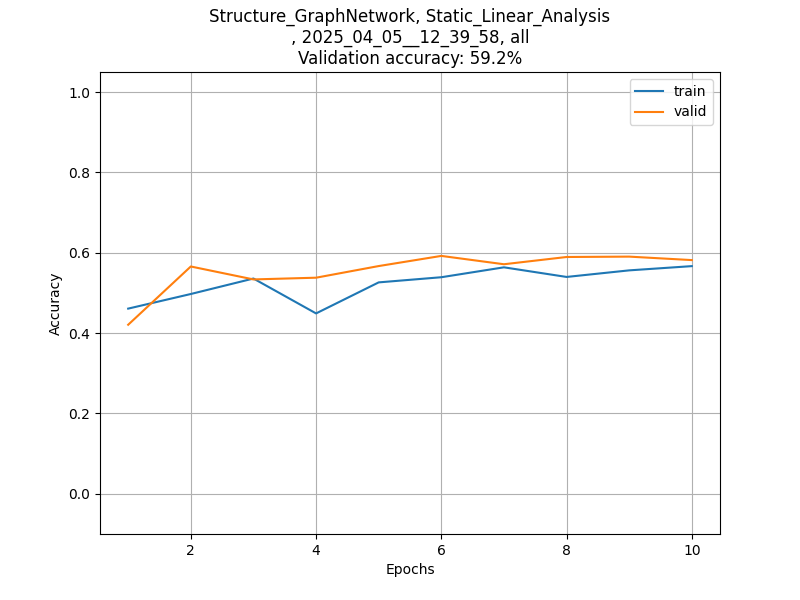 Structure_GraphNetwork, Static_Linear_Analysis
, 2025_04_05__12_39_58, all
Validation accuracy: 59.2%
train
valid
1.0
0.8
0.6
0.4
0.2
0.0
Accuracy
2 4 6 8 10
Epochs